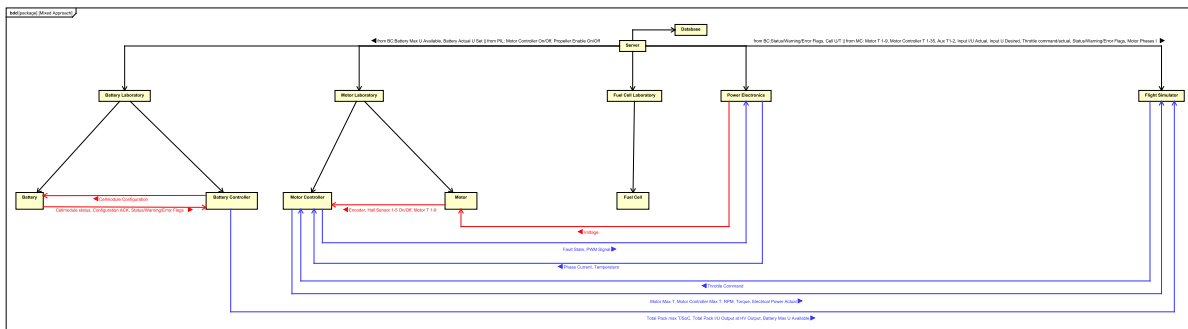 bdd [package] [Mixed Approach]
Database
from BC:Battery Max U Available, Battery Actual U Set || from PIL: Motor Controller On/Off, Propeller Enable On/Off
Server
from BC:Status/Warning/Error Flags, Cell U/T || from MC: Motor T 1-9, Motor Controller T 1-35, Aux T1-2, Input I/U Actual, Input U Desired, Throttle command/actual, Status/Warning/Error Flags, Motor Phases I
Battery Laboratory
Motor Laboratory
Fuel Cell Laboratory
Power Electronics
Flight Simulator
Battery
Battery Controller
Motor Controller
Motor
Fuel Cell
Cell/module Configuration
Cell/module status, Configuration ACK, Status/Warning/Error Flags
Encoder, Hall Sensor 1-5 On/Off, Motor T 1-9
Voltage
Fault State, PWM Signal
Phase Current, Temperature
Throttle Command
Motor Max T, Motor Controller Max T, RPM, Torque, Electrical Power Actual
Total Pack max T/SoC, Total Pack I/U Output at HV Output, Battery Max U Available